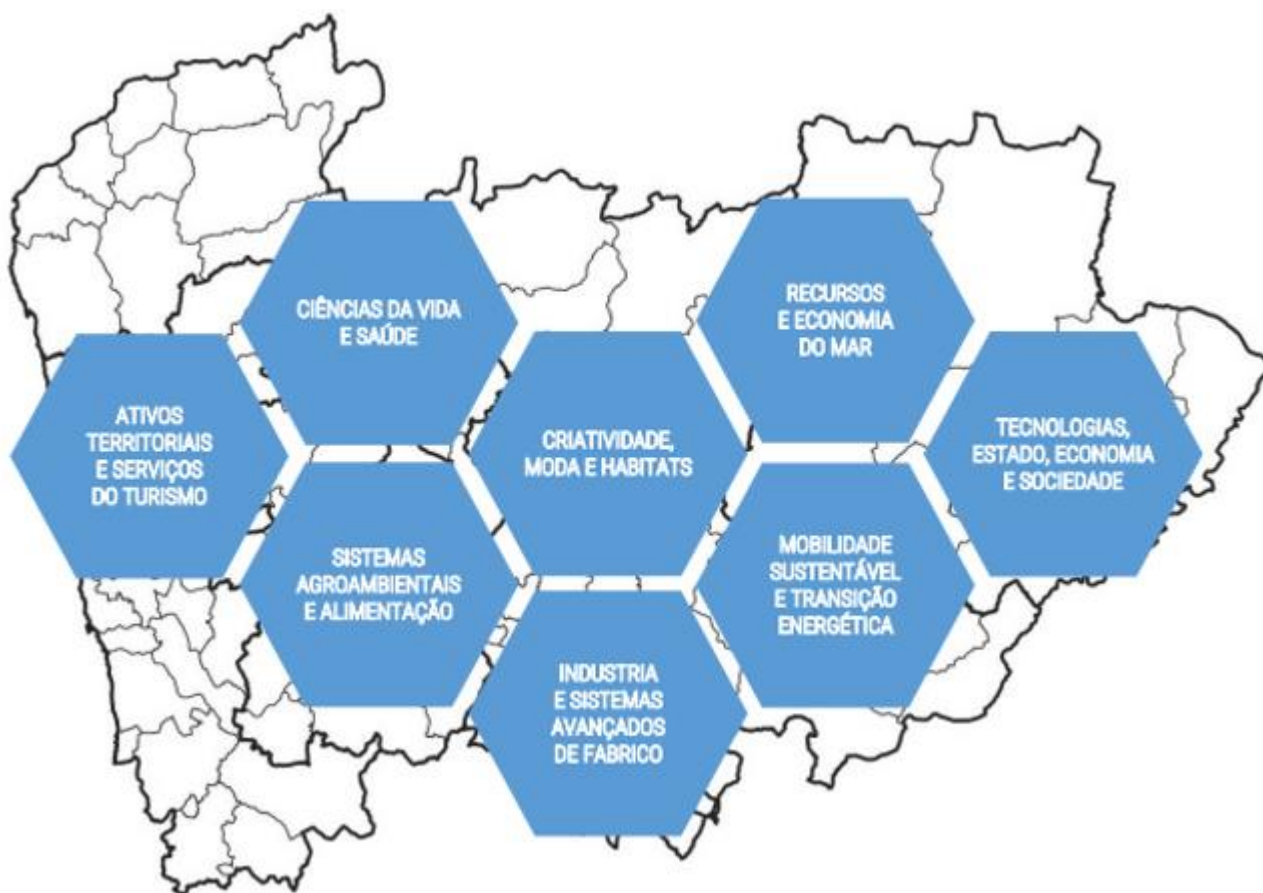 CIÊNCIAS DA VIDA
E SAÚDE
RECURSOS
E ECONOMIA
DO MAR
ATIVOS
TERRITORIAIS
E SERVIÇOS
DO TURISMO
CRIATIVIDADE,
MODA E HABITATS
TECNOLOGIAS,
ESTADO, ECONOMIA
E SOCIEDADE
SISTEMAS
AGROAMBIENTAIS
E ALIMENTAÇÃO
MOBILIDADE
SUSTENTÁVEL
E TRANSIÇÃO
ENERGÉTICA
INDUSTRIA
E SISTEMAS
AVANÇADOS
DE FABRICO